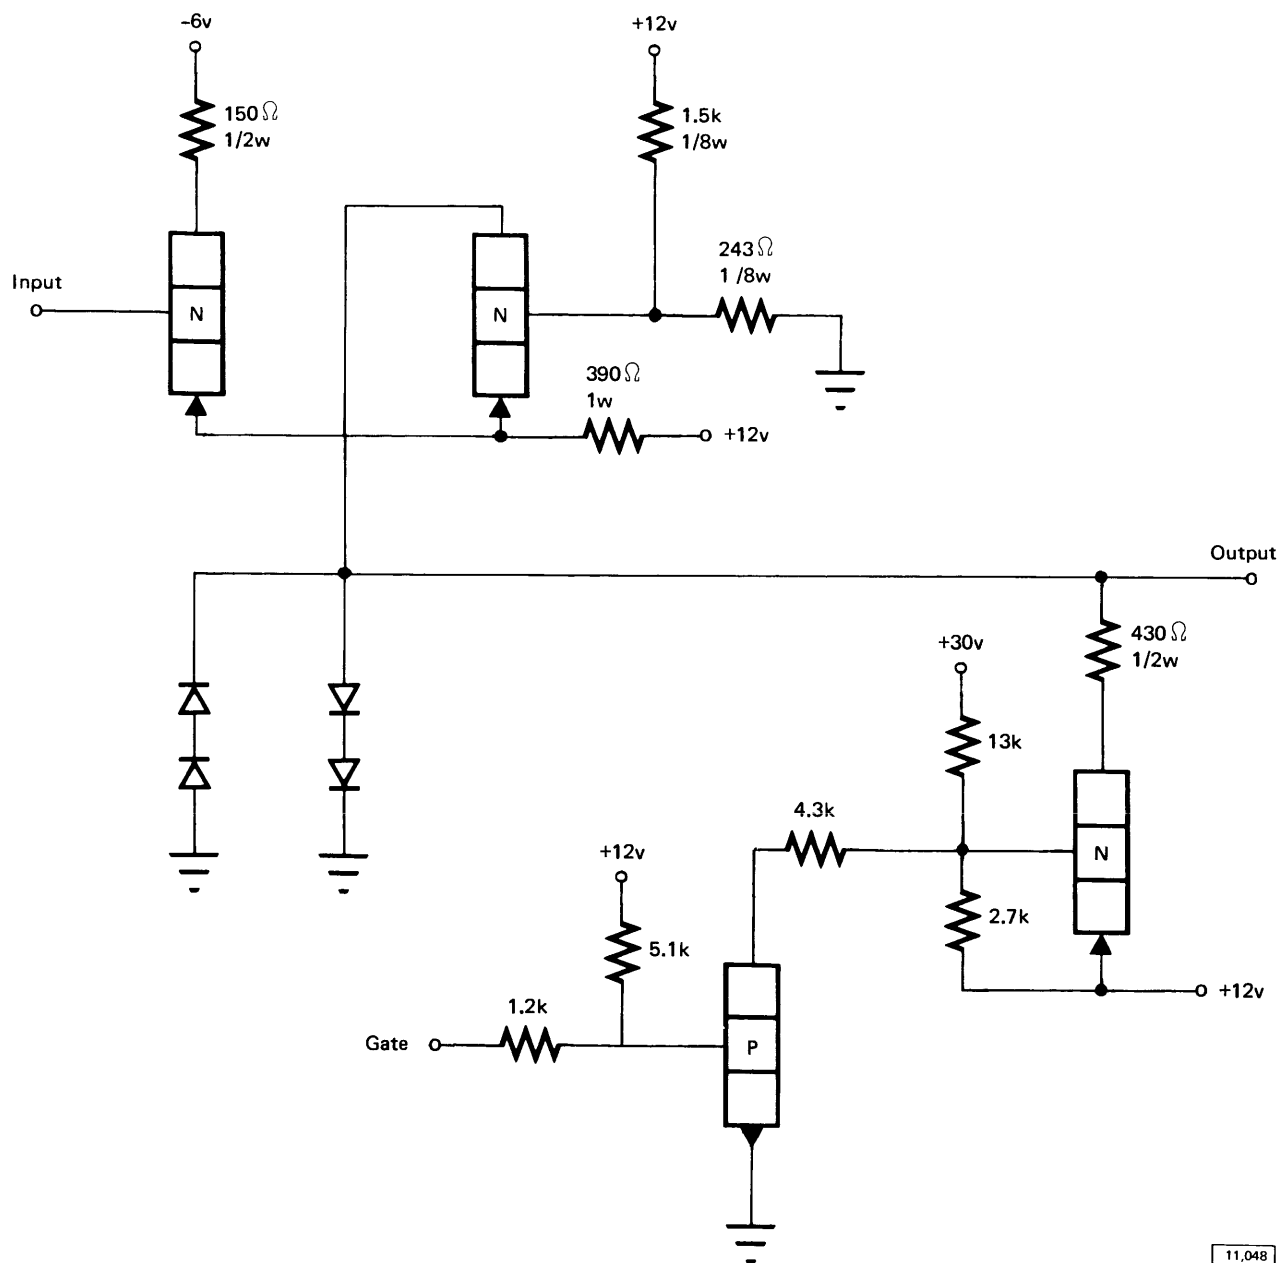 -6v
+12v
150Ω
1/2w
1.5k
1/8w
243Ω
1/8w
Input
N
N
390Ω
1w
+12v
Output
+30v
430Ω
1/2w
13k
4.3k
+12v
N
2.7k
5.1k
1.2k
+12v
Gate
P
11,048